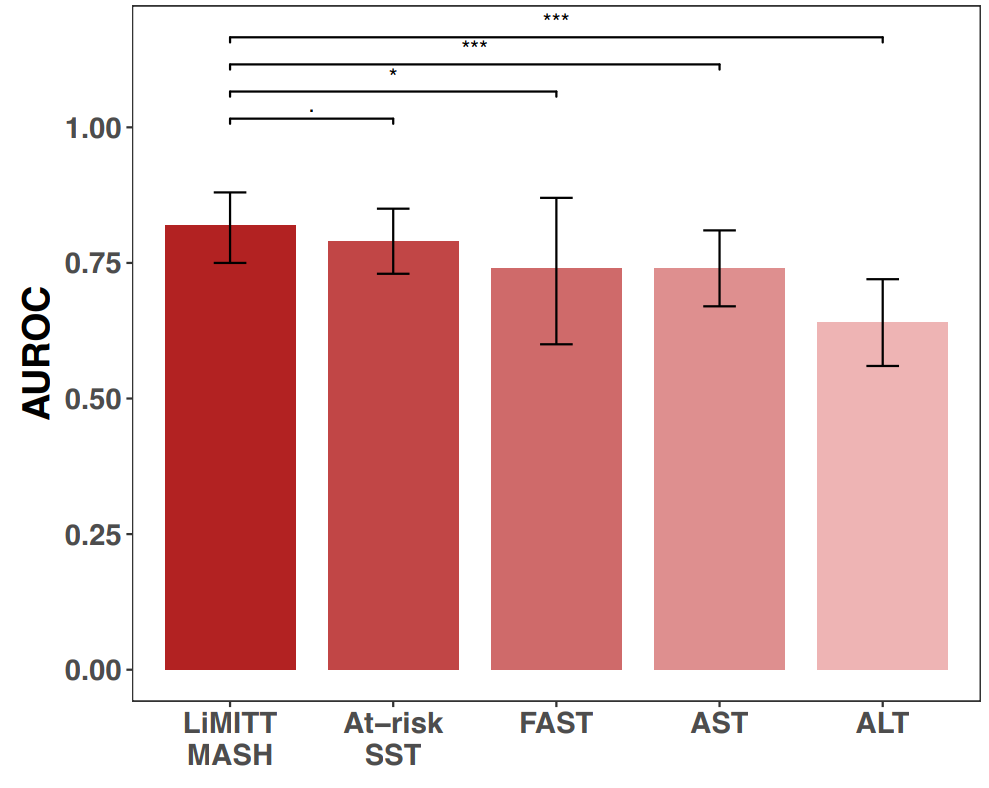 ***
***
*
.
1.00
0.75
0.50
0.25
0.00
AUROC
LiMITT
MASH
At–risk
SST
FAST
AST
ALT